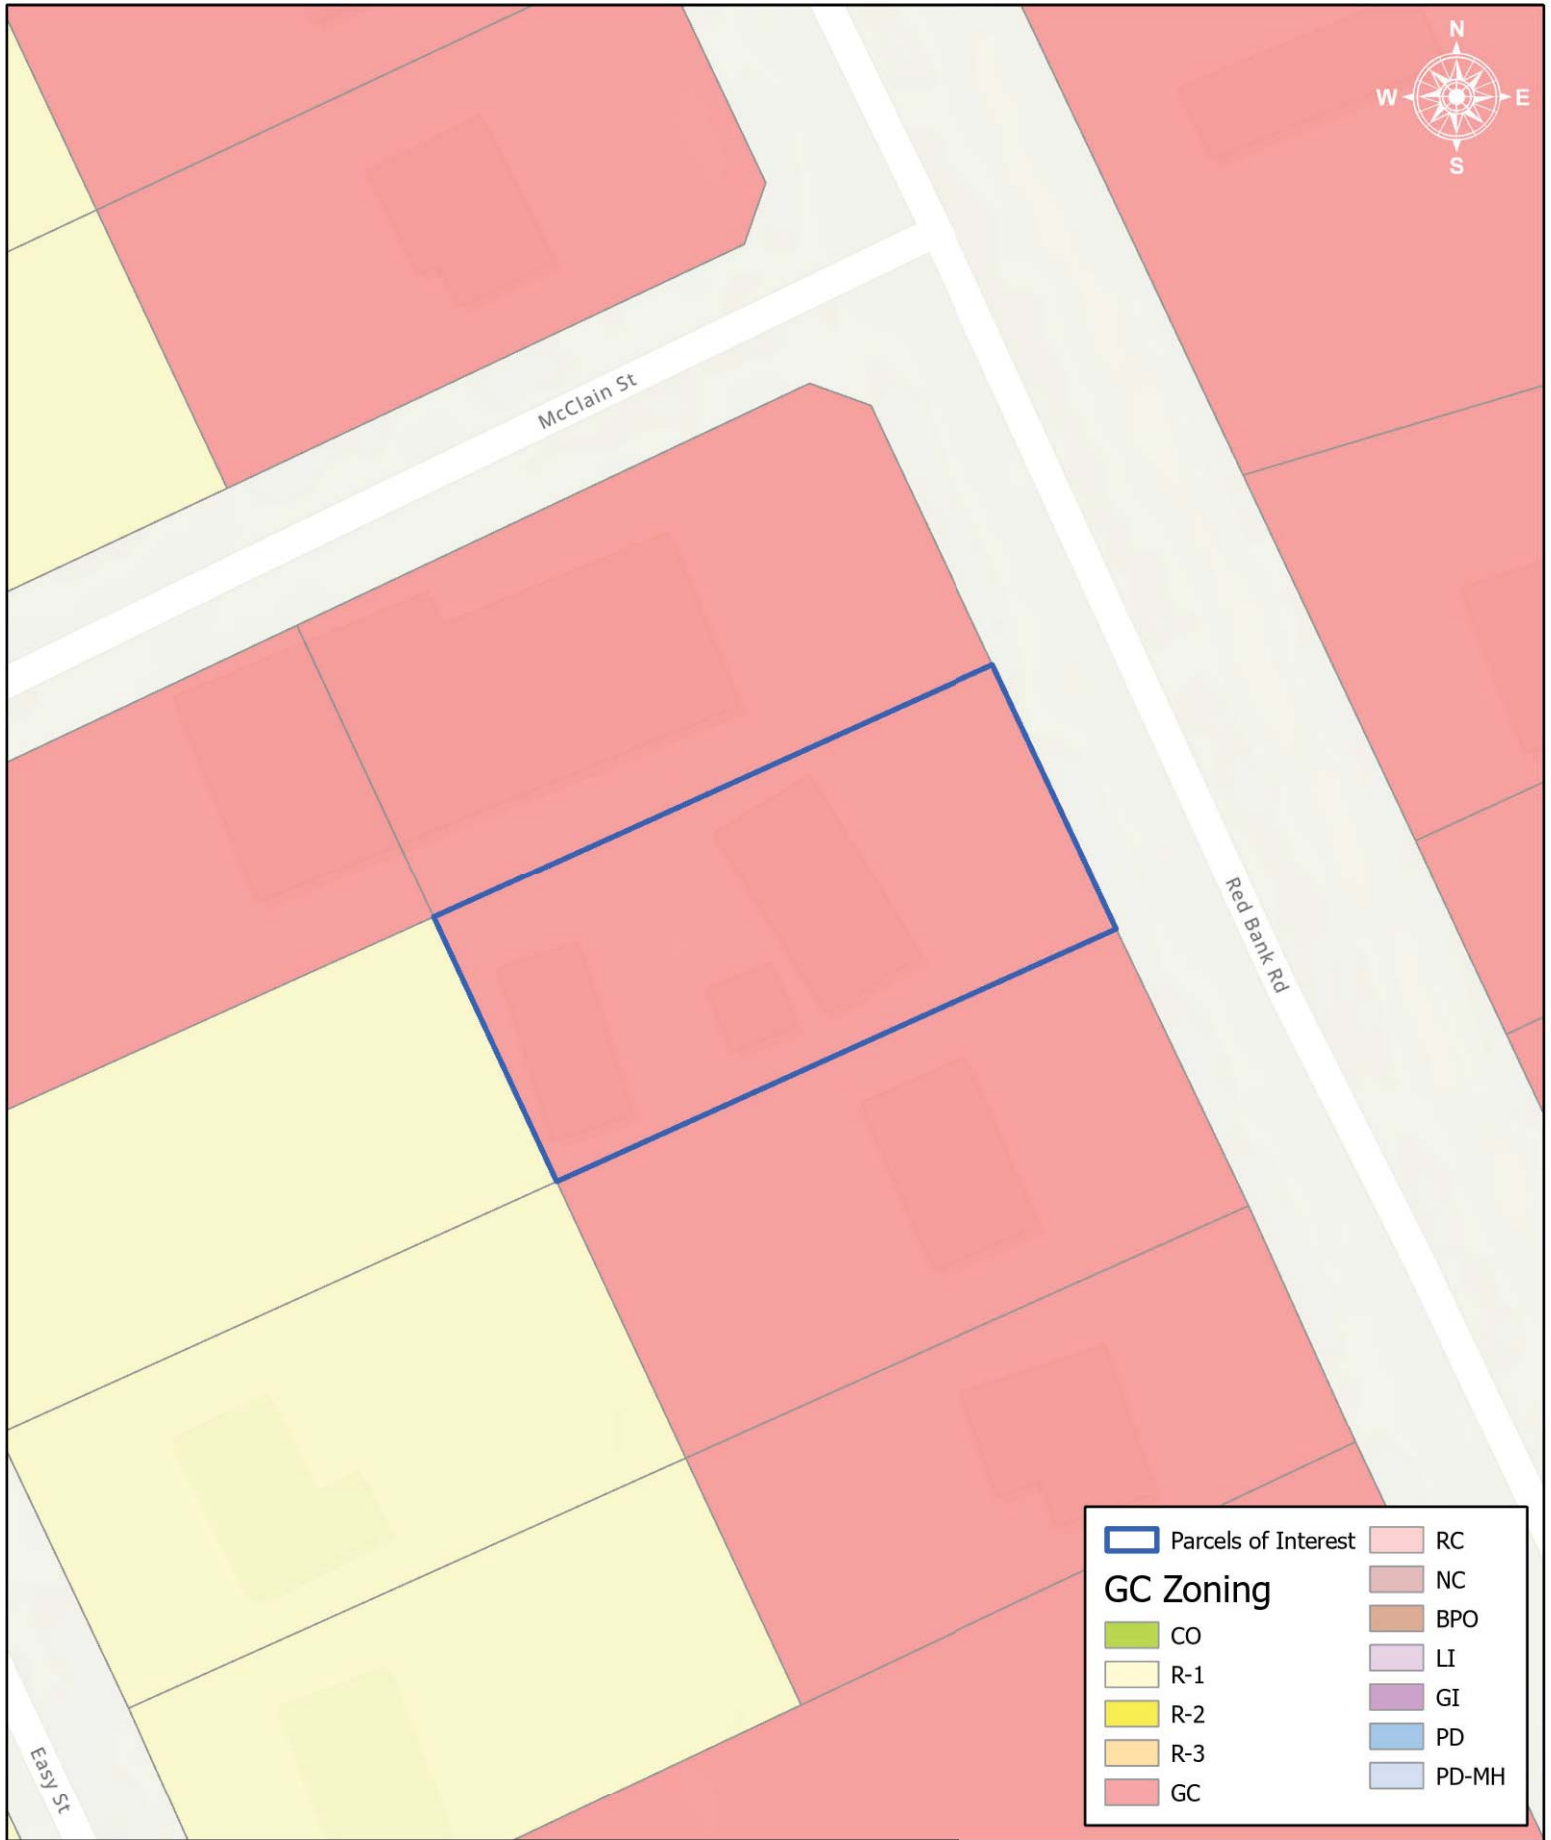 N
W E
S
McClain St
Red Bank Rd
Easy St
Parcels of Interest
GC Zoning
CO
R-1
R-2
R-3
GC
RC
NC
BPO
LI
GI
PD
PD-MH